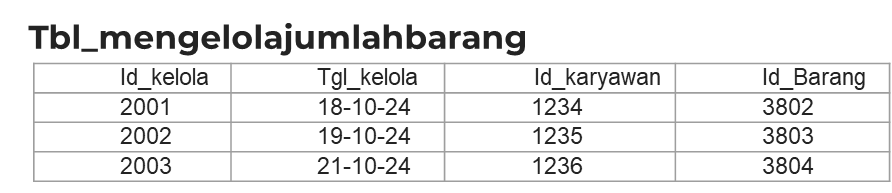 Tbl_mengelolajumlahbarang
Id_kelola Tgl_kelola Id_karyawan Id_Barang
2001 18-10-24 1234 3802
2002 19-10-24 1235 3803
2003 21-10-24 1236 3804